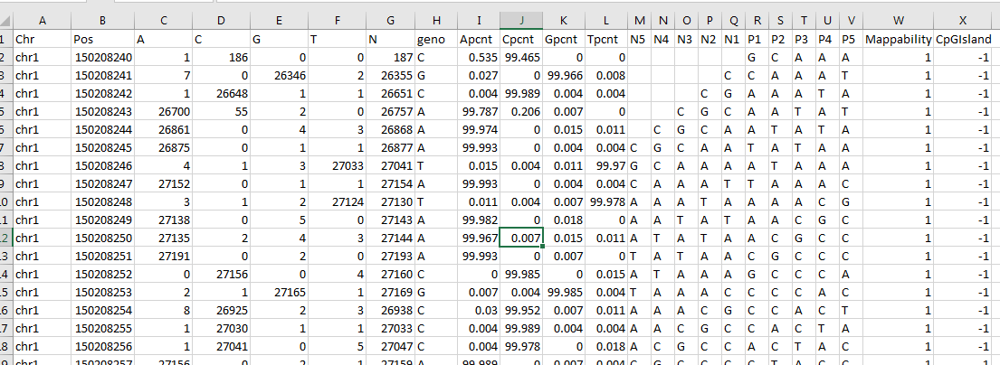 A B C D E F G H I J K L M N O P Q R S T U V W X
1 Chr Pos A C G T N geno Apcnt Cpcnt Gpcnt Tpcnt N5 N4 N3 N2 N1 P1 P2 P3 P4 P5 Mappability CpGIsland
2 chr1 150208240 1 186 0 0 187 C 0.535 99.465 0 0 G C A A A 1 -1
3 chr1 150208241 7 0 26346 2 26355 G 0.027 0 99.966 0.008 C C A A A T 1 -1
4 chr1 150208242 1 26648 1 1 26651 C 0.004 99.989 0.004 0.004 C G A A A T A 1 -1
5 chr1 150208243 26700 55 2 0 26757 A 99.787 0.206 0.007 0 C G C A A T A T 1 -1
6 chr1 150208244 26861 0 4 3 26868 A 99.974 0 0.015 0.011 C G C A A T A T A 1 -1
7 chr1 150208245 26875 0 1 1 26877 A 99.993 0 0.004 0.004 C G C A A T A T A A 1 -1
8 chr1 150208246 4 1 3 27033 27041 T 0.015 0.004 0.011 99.97 G C A A A A T A A A 1 -1
9 chr1 150208247 27152 0 1 1 27154 A 99.993 0 0.004 0.004 C A A A T T A A A C 1 -1
10 chr1 150208248 3 1 2 27124 27130 T 0.011 0.004 0.007 99.978 A A A T A A A A C G 1 -1
11 chr1 150208249 27138 0 5 0 27143 A 99.982 0 0.018 0 A A T A T A A C G C 1 -1
12 chr1 150208250 27135 2 4 3 27144 A 99.967 0.007 0.015 0.011 A T A T A A C G C C 1 -1
13 chr1 150208251 27191 0 2 0 27193 A 99.993 0 0.007 0 T A T A A C G C C C 1 -1
14 chr1 150208252 0 27156 0 4 27160 C 0 99.985 0 0.015 A T A A A G C C C A 1 -1
15 chr1 150208253 2 1 27165 1 27169 G 0.007 0.004 99.985 0.004 T A A A C C C C A C 1 -1
16 chr1 150208254 8 26925 2 3 26938 C 0.03 99.952 0.007 0.011 A A A C G C C A C T 1 -1
17 chr1 150208255 1 27030 1 1 27033 C 0.004 99.989 0.004 0.004 A A C G C C A C T A 1 -1
18 chr1 150208256 1 27041 0 5 27047 C 0.004 99.978 0 0.018 A C G C C A C T A C 1 -1
chr1 150208257 27156 0 2 1 27159 A 99.989 0 0.007 0.004 C G C C C T A C C 1 -1